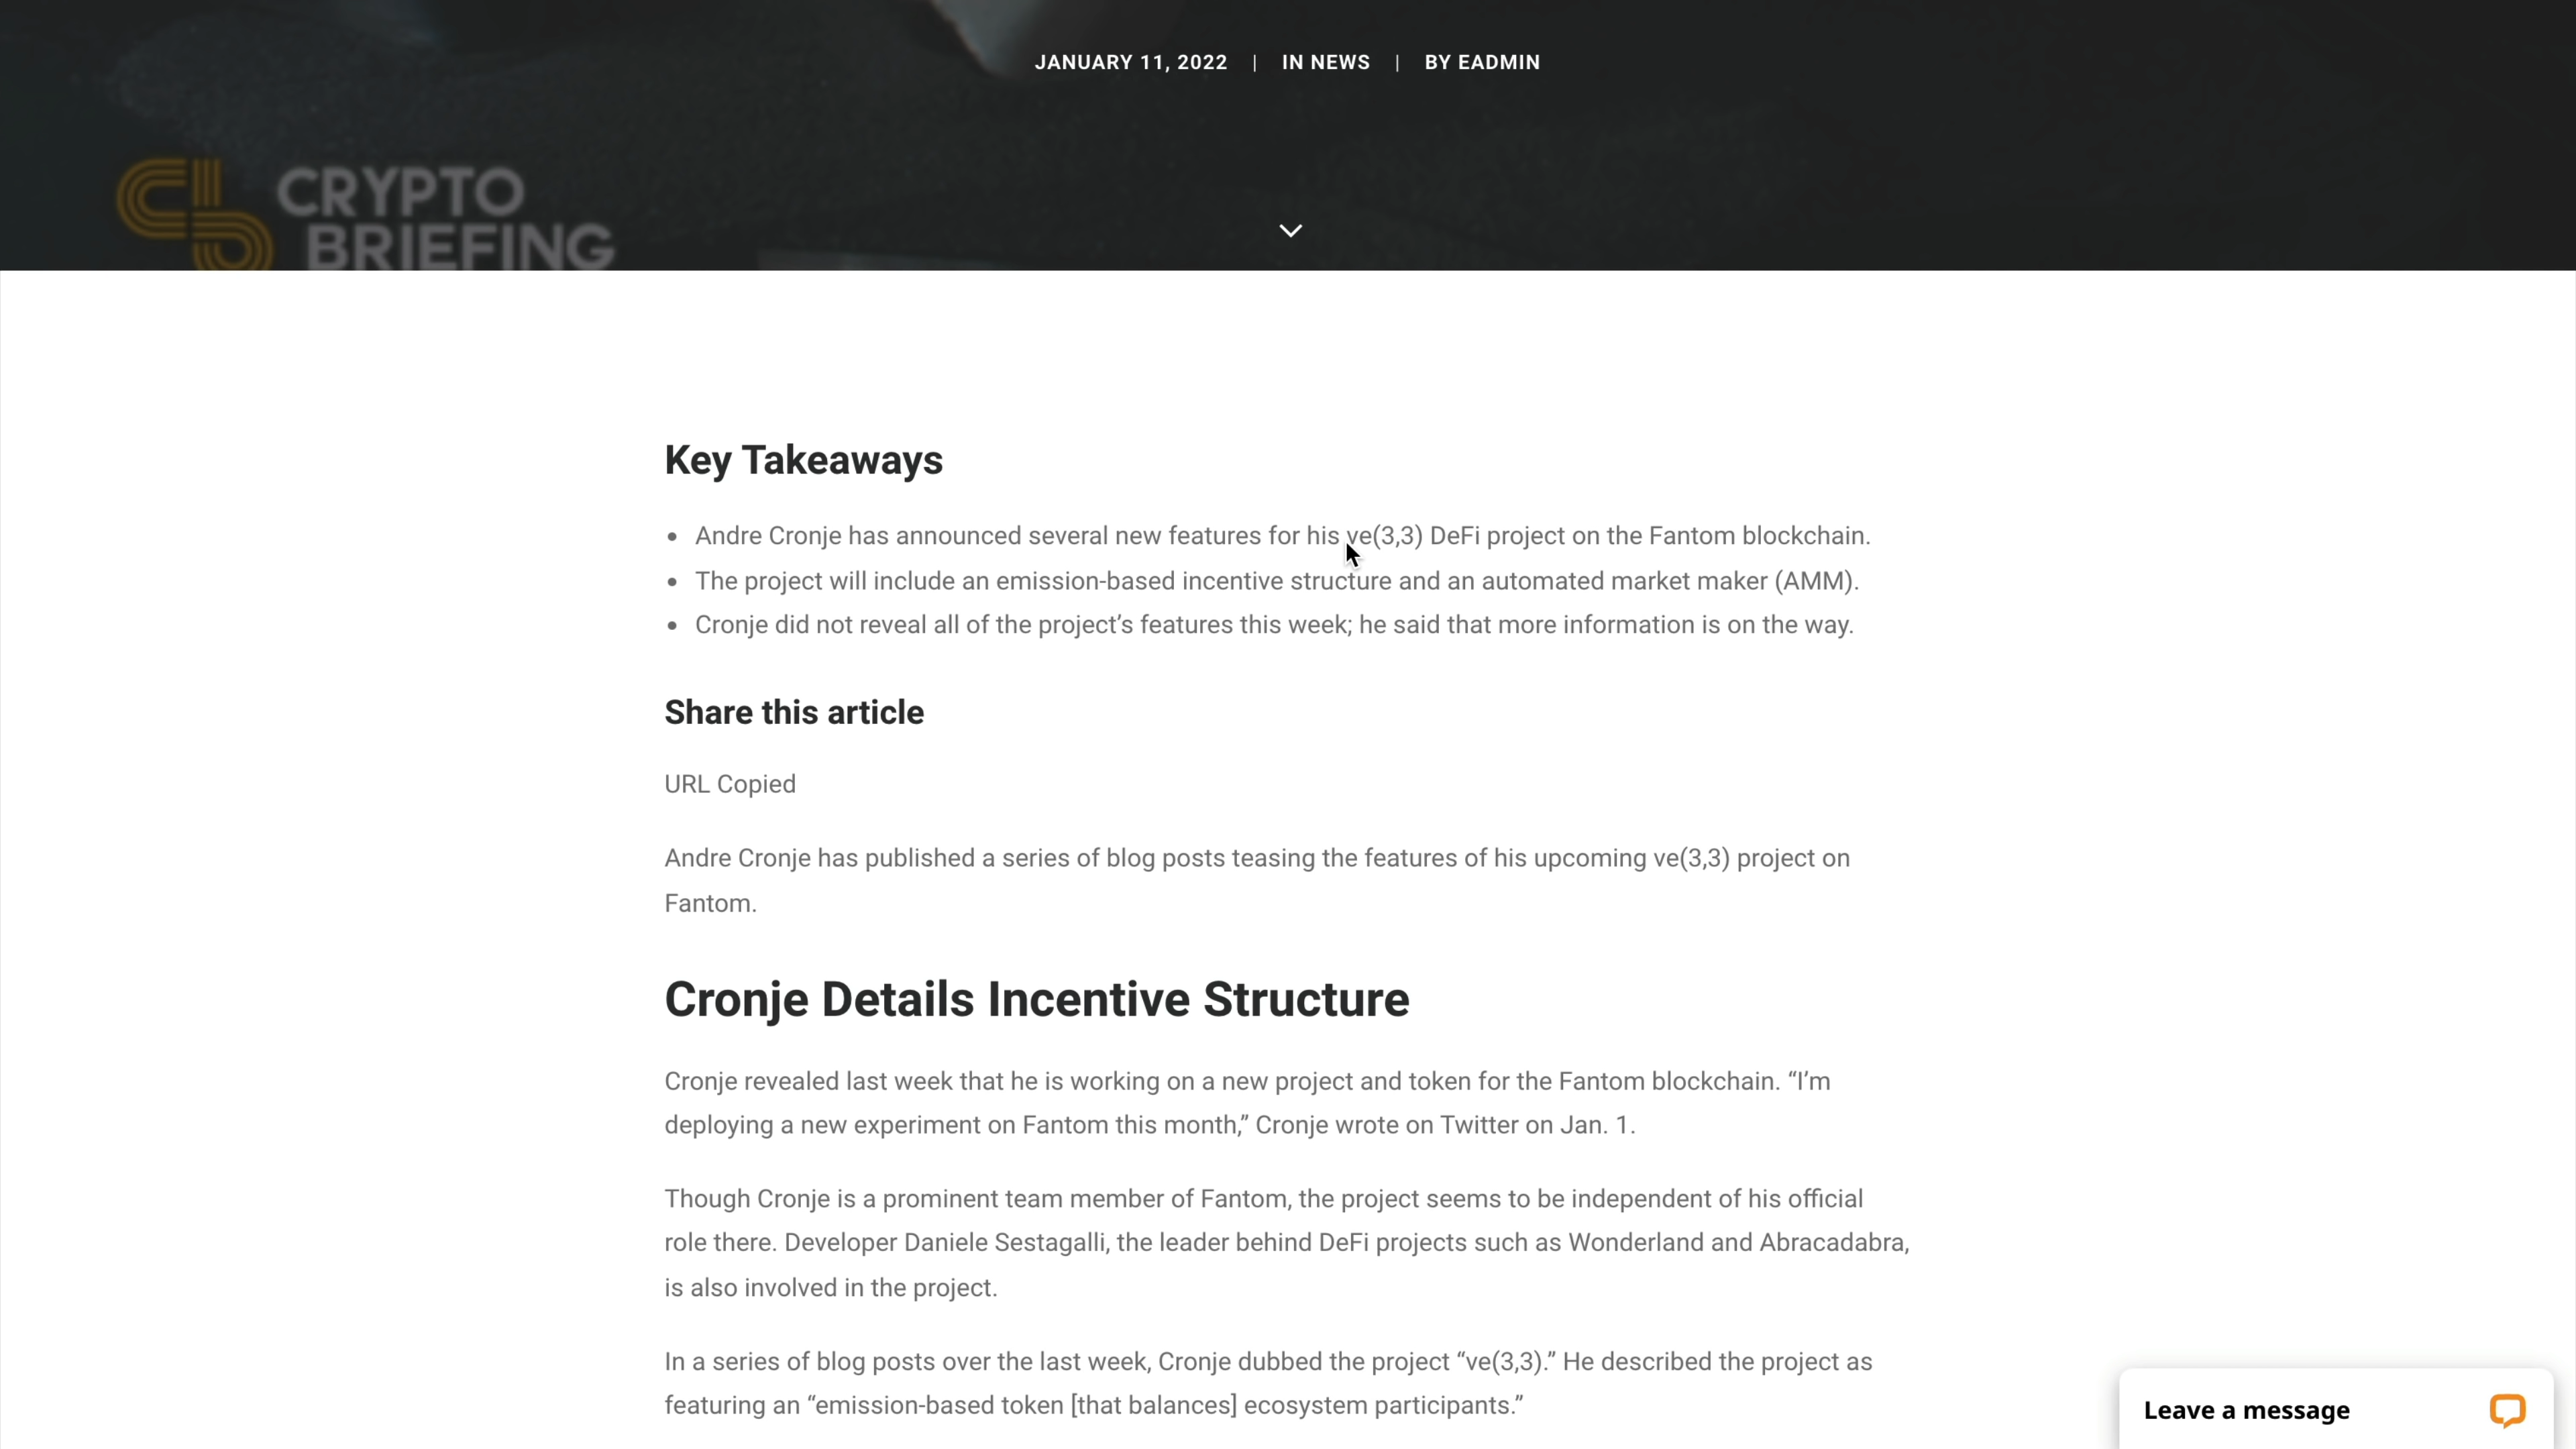 JANUARY 11, 2022 | IN NEWS | BY EADMIN
CRYPTO
BRIEFING
Key Takeaways
• Andre Cronje has announced several new features for his ve(3,3) DeFi project on the Fantom blockchain.
• The project will include an emission-based incentive structure and an automated market maker (AMM).
• Cronje did not reveal all of the project’s features this week; he said that more information is on the way.
Share this article
URL Copied
Andre Cronje has published a series of blog posts teasing the features of his upcoming ve(3,3) project on
Fantom.
Cronje Details Incentive Structure
Cronje revealed last week that he is working on a new project and token for the Fantom blockchain. “I’m
deploying a new experiment on Fantom this month,” Cronje wrote on Twitter on Jan. 1.
Though Cronje is a prominent team member of Fantom, the project seems to be independent of his official
role there. Developer Daniele Sestagalli, the leader behind DeFi projects such as Wonderland and Abracadabra,
is also involved in the project.
In a series of blog posts over the last week, Cronje dubbed the project “ve(3,3).” He described the project as
featuring an “emission-based token [that balances] ecosystem participants.”
Leave a message